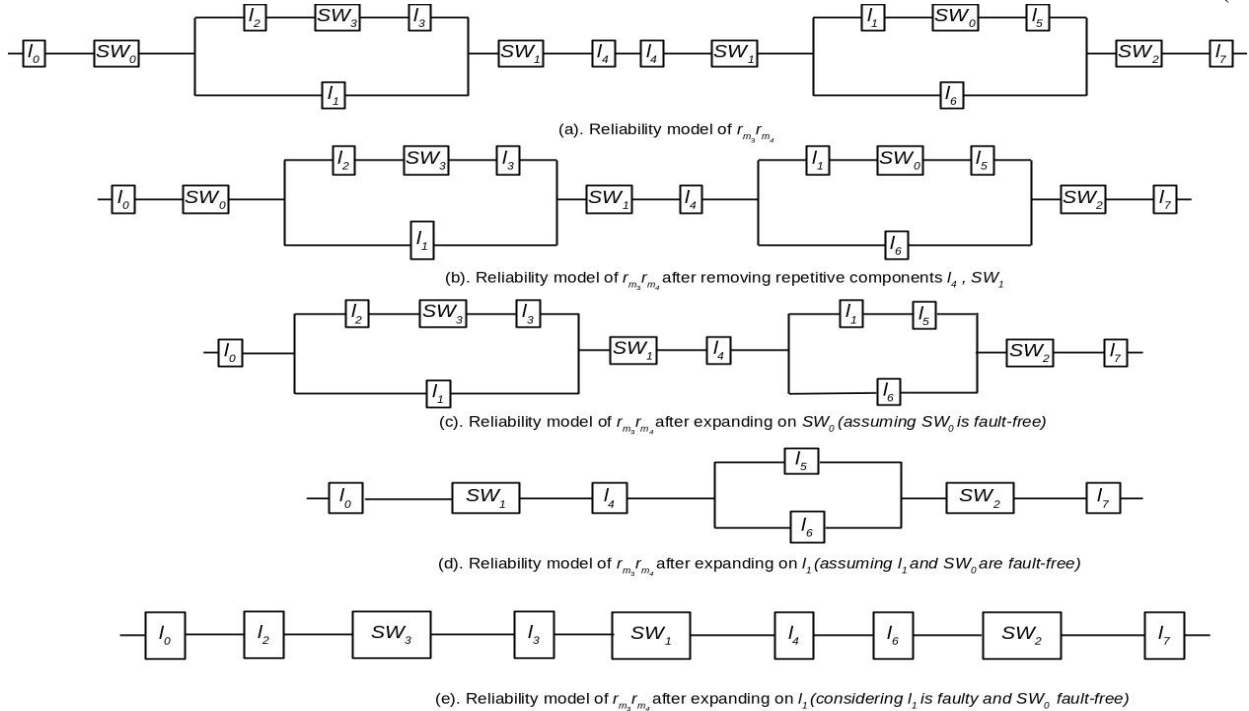 (
l2 SW3 l3 l1 SW0 l5
l0 SW0 SW1 l4 l4 SW1 SW2 l7
l1 l6
(a). Reliability model of rm3rm4
l2 SW3 l3 l1 SW0 l5
l0 SW0 SW1 l4 SW2 l7
l1 l6
(b). Reliability model of rm3rm4 after removing repetitive components l4 , SW1
l2 SW3 l3 l1 l5
l0 SW1 l4 SW2 l7
l1 l6
(c). Reliability model of rm3rm4 after expanding on SW0 (assuming SW0 is fault-free)
l5
l0 SW1 l4 SW2 l7
l6
(d). Reliability model of rm3rm4 after expanding on l1 (assuming l1 and SW0 are fault-free)
l0 l2 SW3 l3 SW1 l4 l6 SW2 l7
(e). Reliability model of rm3rm4 after expanding on l1 (considering l1 is faulty and SW0 fault-free)